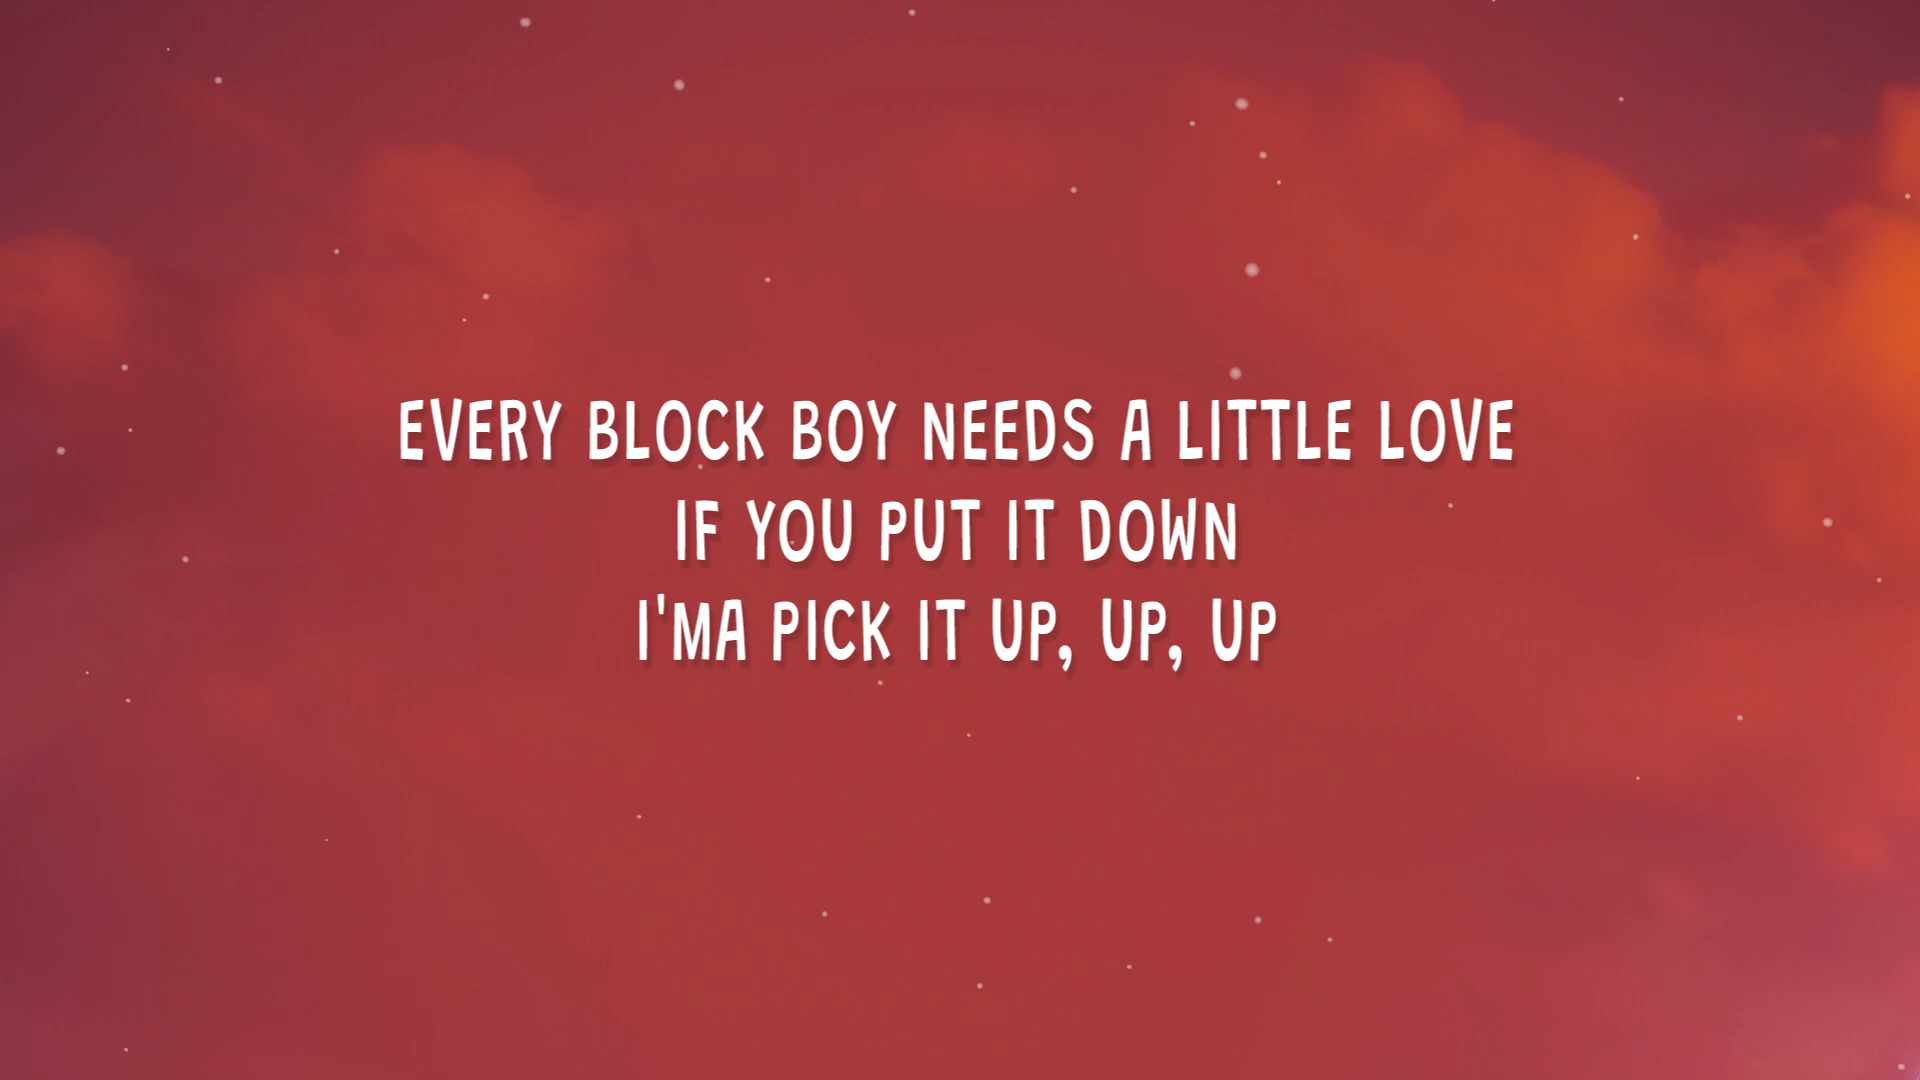 EVERY BLOCK BOY NEEDS A LITTLE LOVE
IF YOU PUT IT DOWN
I'MA PICK IT UP, UP, UP